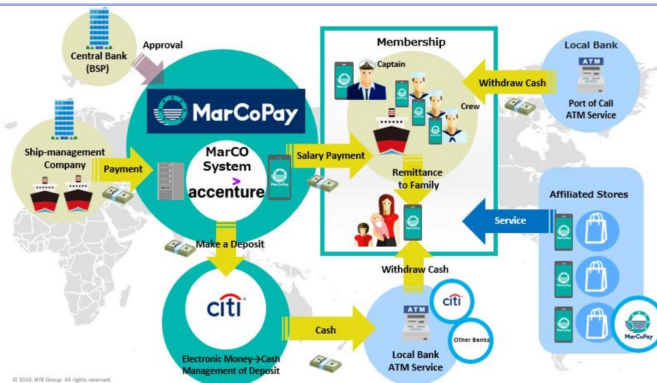 Central Bank
(BSP)
Approval
MarCoPay
Ship-management
Company
Payment
MarCO
System
accenture
MarCoPay
Salary Payment
Membership
Captain
Crew
Remittance
to Family
Withdraw Cash
Local Bank
ATM
Port of Call
ATM Service
Affiliated Stores
Service
MarCoPay
Make a Deposit
citi
Electronic Money→Cash
Management of Deposit
Cash
Withdraw Cash
ATM
Local Bank
ATM Service
citi
Other Banks
© 2019. NYK Group. All rights reserved.